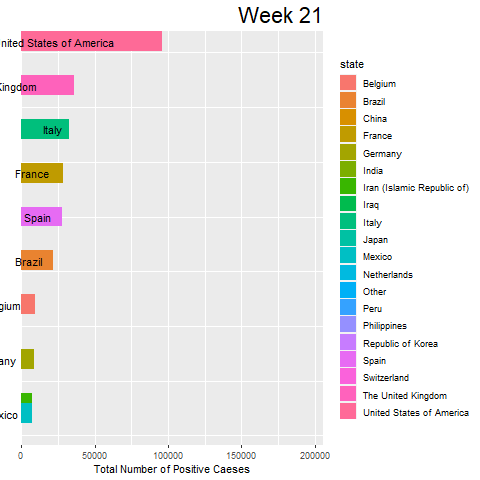 Week 21
nited States of America
Kingdom
Italy
France
Spain
Brazil
gium
any
xico
0
50000
100000
150000
200000
Total Number of Positive Caeses
state
Belgium
Brazil
China
France
Germany
India
Iran (Islamic Republic of)
Iraq
Italy
Japan
Mexico
Netherlands
Other
Peru
Philippines
Republic of Korea
Spain
Switzerland
The United Kingdom
United States of America